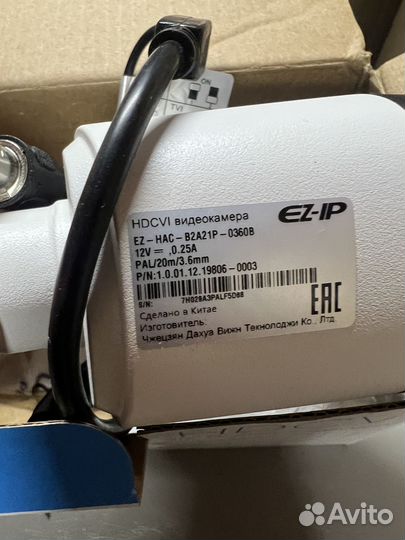 ON
TVI
HDCVI видеокамера
EZ-IP
EZ-HAC-B2A21P-0360B
12V ⎓ ,0.25A
PAL/20m/3.6mm
P/N:1.0.01.12.19806-0003
S/N: 7H028A3PALF5D88
Сделано в Китае
Изготовитель:
Чжецзян Дахуа Вижн Текнолоджи Ко., Лтд.
EAC
Avito